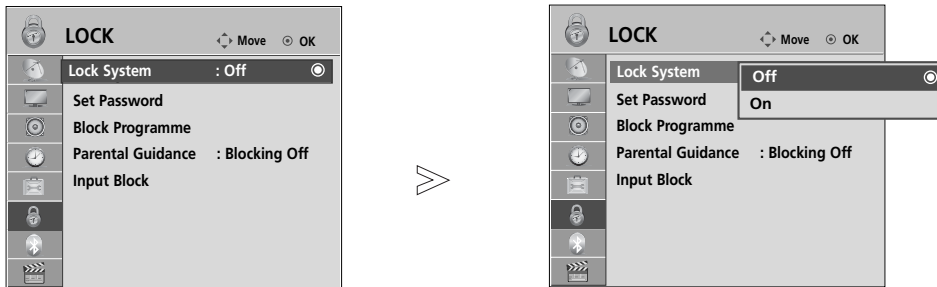 LOCK Move OK
Lock System : Off
Set Password
Block Programme
Parental Guidance : Blocking Off
Input Block
LOCK Move OK
Lock System Off
Set Password On
Block Programme
Parental Guidance : Blocking Off
Input Block